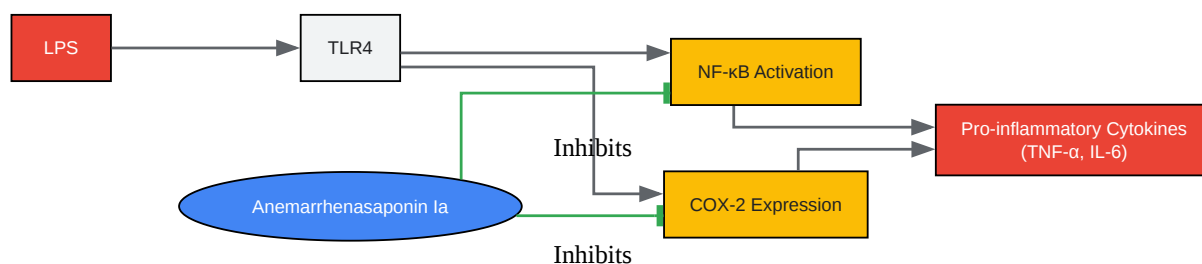 LPS
TLR4
NF-κB Activation
Pro-inflammatory Cytokines
(TNF-α, IL-6)
Inhibits
Anemarrhenasaponin Ia
COX-2 Expression
Inhibits